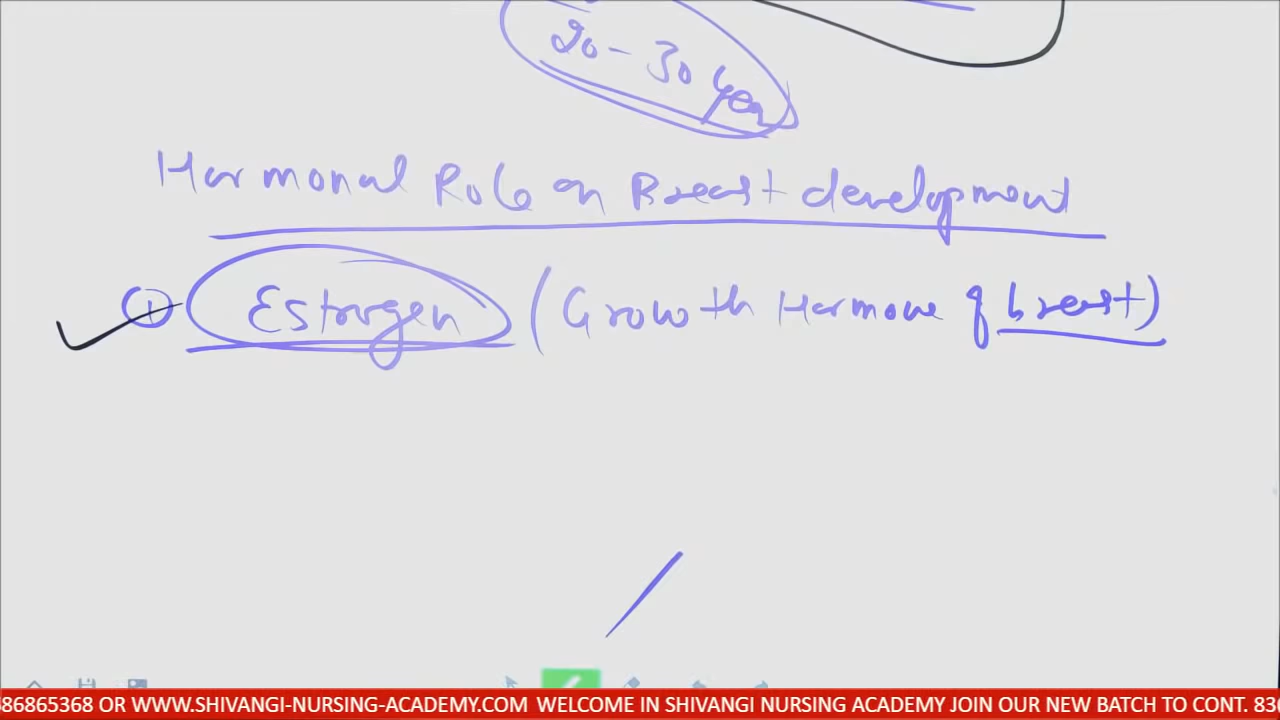 20 - 30 Year
Hormonal Role on Breast development
① Estrogen (Growth Hormone of breast)
86865368 OR WWW.SHIVANGI-NURSING-ACADEMY.COM WELCOME IN SHIVANGI NURSING ACADEMY JOIN OUR NEW BATCH TO CONT. 83